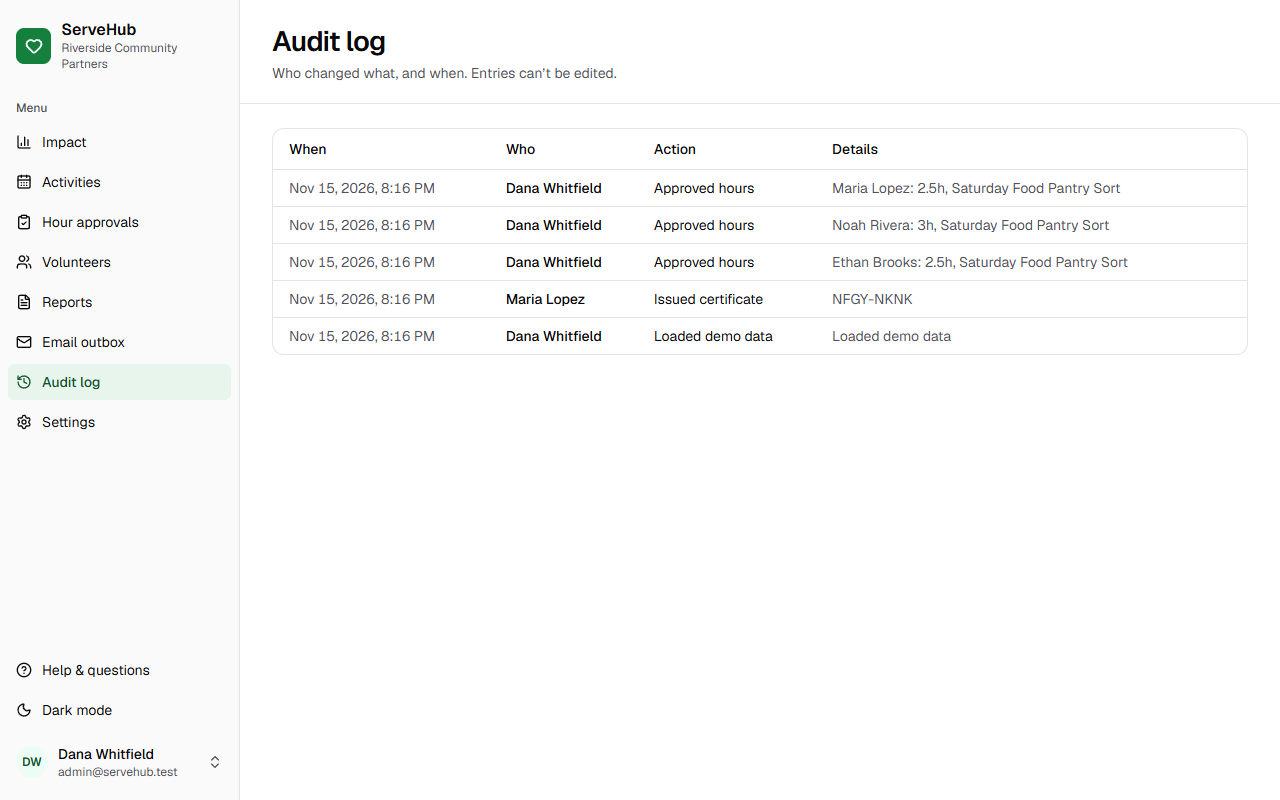 ServeHub
Riverside Community
Partners
Menu
Impact
Activities
Hour approvals
Volunteers
Reports
Email outbox
Audit log
Settings
Help & questions
Dark mode
DW
Dana Whitfield
admin@servehub.test
Audit log
Who changed what, and when. Entries can't be edited.
When Who Action Details
Nov 15, 2026, 8:16 PM Dana Whitfield Approved hours Maria Lopez: 2.5h, Saturday Food Pantry Sort
Nov 15, 2026, 8:16 PM Dana Whitfield Approved hours Noah Rivera: 3h, Saturday Food Pantry Sort
Nov 15, 2026, 8:16 PM Dana Whitfield Approved hours Ethan Brooks: 2.5h, Saturday Food Pantry Sort
Nov 15, 2026, 8:16 PM Maria Lopez Issued certificate NFGY-NKNK
Nov 15, 2026, 8:16 PM Dana Whitfield Loaded demo data Loaded demo data